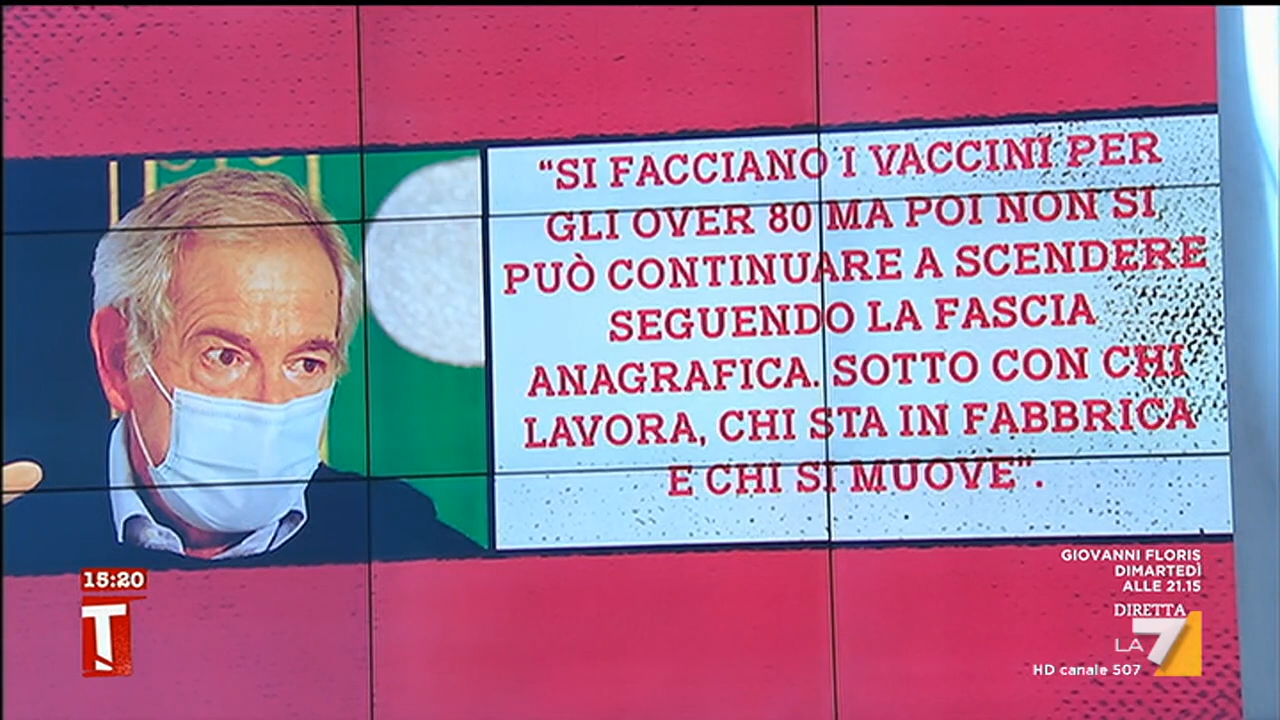 “SI FACCIANO I VACCINI PER
GLI OVER 80 MA POI NON SI
PUÒ CONTINUARE A SCENDERE
SEGUENDO LA FASCIA
ANAGRAFICA. SOTTO CON CHI
LAVORA, CHI STA IN FABBRICA
E CHI SI MUOVE”.
15:20
T
GIOVANNI FLORIS
DIMARTEDÌ
ALLE 21.15
DIRETTA
LA7
HD canale 507